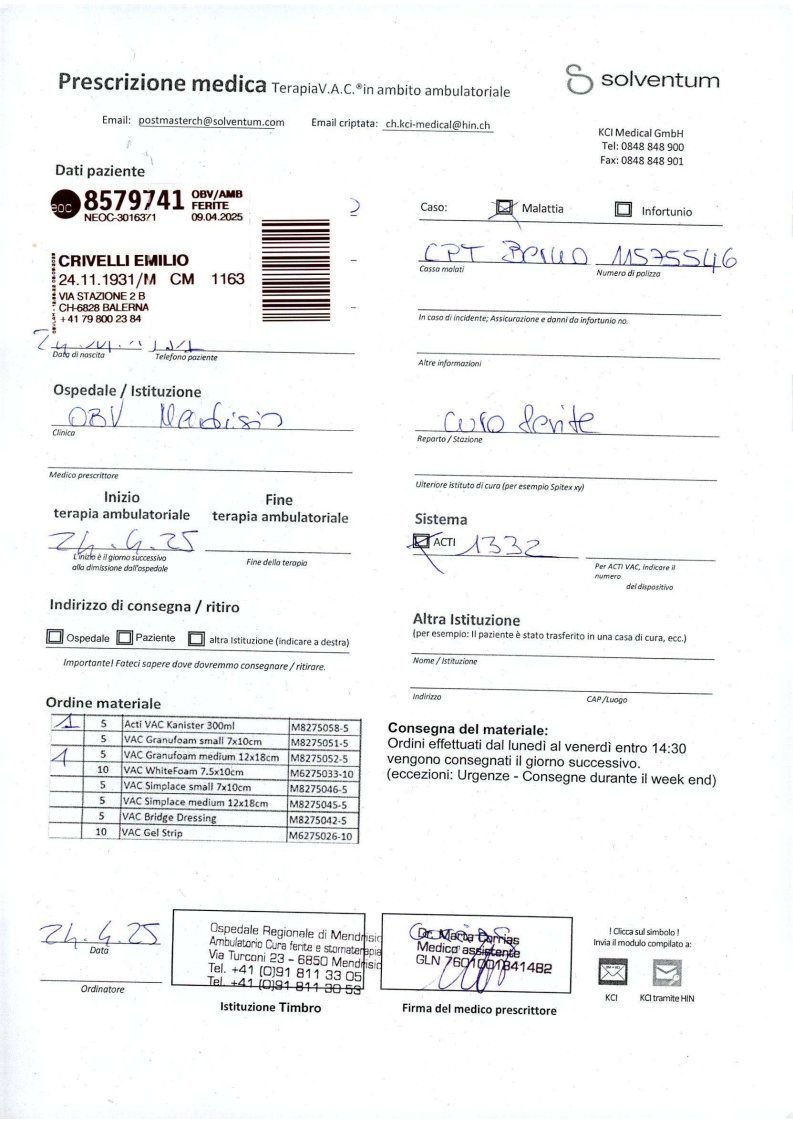 Prescrizione medica TerapiaV.A.C.®in ambito ambulatoriale
solventum
Email: postmasterch@solventum.com Email criptata: ch.kci-medical@hin.ch
KCI Medical GmbH
Tel: 0848 848 900
Fax: 0848 848 901
Dati paziente
eoc 8579741 OBV/AMB
FERITE
NEOC-3016371 09.04.2025
CRIVELLI EMILIO
24.11.1931/M CM 1163
VIA STAZIONE 2 B
CH-6828 BALERNA
+41 79 800 23 84
Data di nascita Telefono paziente
Caso: Malattia Infortunio
CPT 11575546
Cassa malati Numero di polizza
In caso di incidente; Assicurazione e danni da infortunio no.
Altre informazioni
Ospedale / Istituzione
OBV
Clinica
Medico prescrittore
Reparto / Stazione
Ulteriore istituto di cura (per esempio Spitex xy)
Inizio
terapia ambulatoriale
Fine
terapia ambulatoriale
24.4.25
L'inizio è il giorno successivo
alla dimissione dall'ospedale
Fine della terapia
Sistema
ACTI 1332
Per ACTI VAC, indicare il
numero
del dispositivo
Indirizzo di consegna / ritiro
Ospedale Paziente altra Istituzione (indicare a destra)
Importante! Fateci sapere dove dovremmo consegnare / ritirare.
Altra Istituzione
(per esempio: Il paziente è stato trasferito in una casa di cura, ecc.)
Nome / Istituzione
Indirizzo CAP /Luogo
Ordine materiale
1 5 Acti VAC Kanister 300ml M8275058-5
5 VAC Granufoam small 7x10cm M8275051-5
1 5 VAC Granufoam medium 12x18cm M8275052-5
10 VAC WhiteFoam 7.5x10cm M6275033-10
5 VAC Simplace small 7x10cm M8275046-5
5 VAC Simplace medium 12x18cm M8275045-5
5 VAC Bridge Dressing M8275042-5
10 VAC Gel Strip M6275026-10
Consegna del materiale:
Ordini effettuati dal lunedì al venerdì entro 14:30
vengono consegnati il giorno successivo.
(eccezioni: Urgenze - Consegne durante il week end)
24.4.25
Data
Ordinatore
Ospedale Regionale di Mendrisio
Ambulatorio Cura ferite e stomaterapia
Via Turconi 23 - 6850 Mendrisio
Tel. +41 (0)91 811 33 05
Tel. +41 (0)91 811 30 53
Istituzione Timbro
Dr. Marta
Medico assistente
GLN 7601001841482
Firma del medico prescrittore
! Clicca sul simbolo !
Invia il modulo compilato a:
KCI KCI tramite HIN